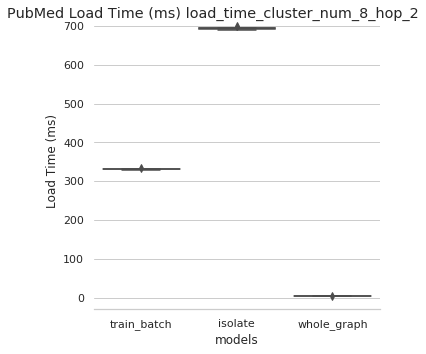 PubMed Load Time (ms) load_time_cluster_num_8_hop_2
700
600
500
400
300
200
100
0
Load Time (ms)
train_batch isolate whole_graph
models